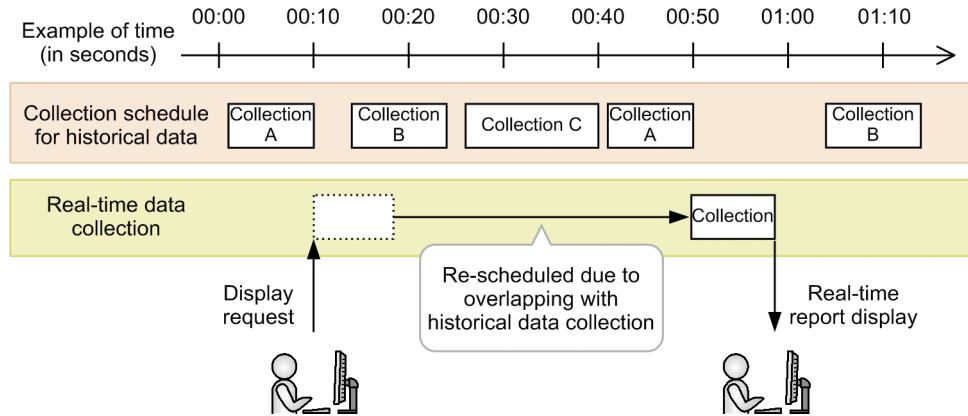 Example of time
(in seconds)
00:00 00:10 00:20 00:30 00:40 00:50 01:00 01:10
Collection schedule
for historical data
Collection
A
Collection
B
Collection C
Collection
A
Collection
B
Real-time data
collection
Collection
Re-scheduled due to
overlapping with
historical data collection
Display
request
Real-time
report display